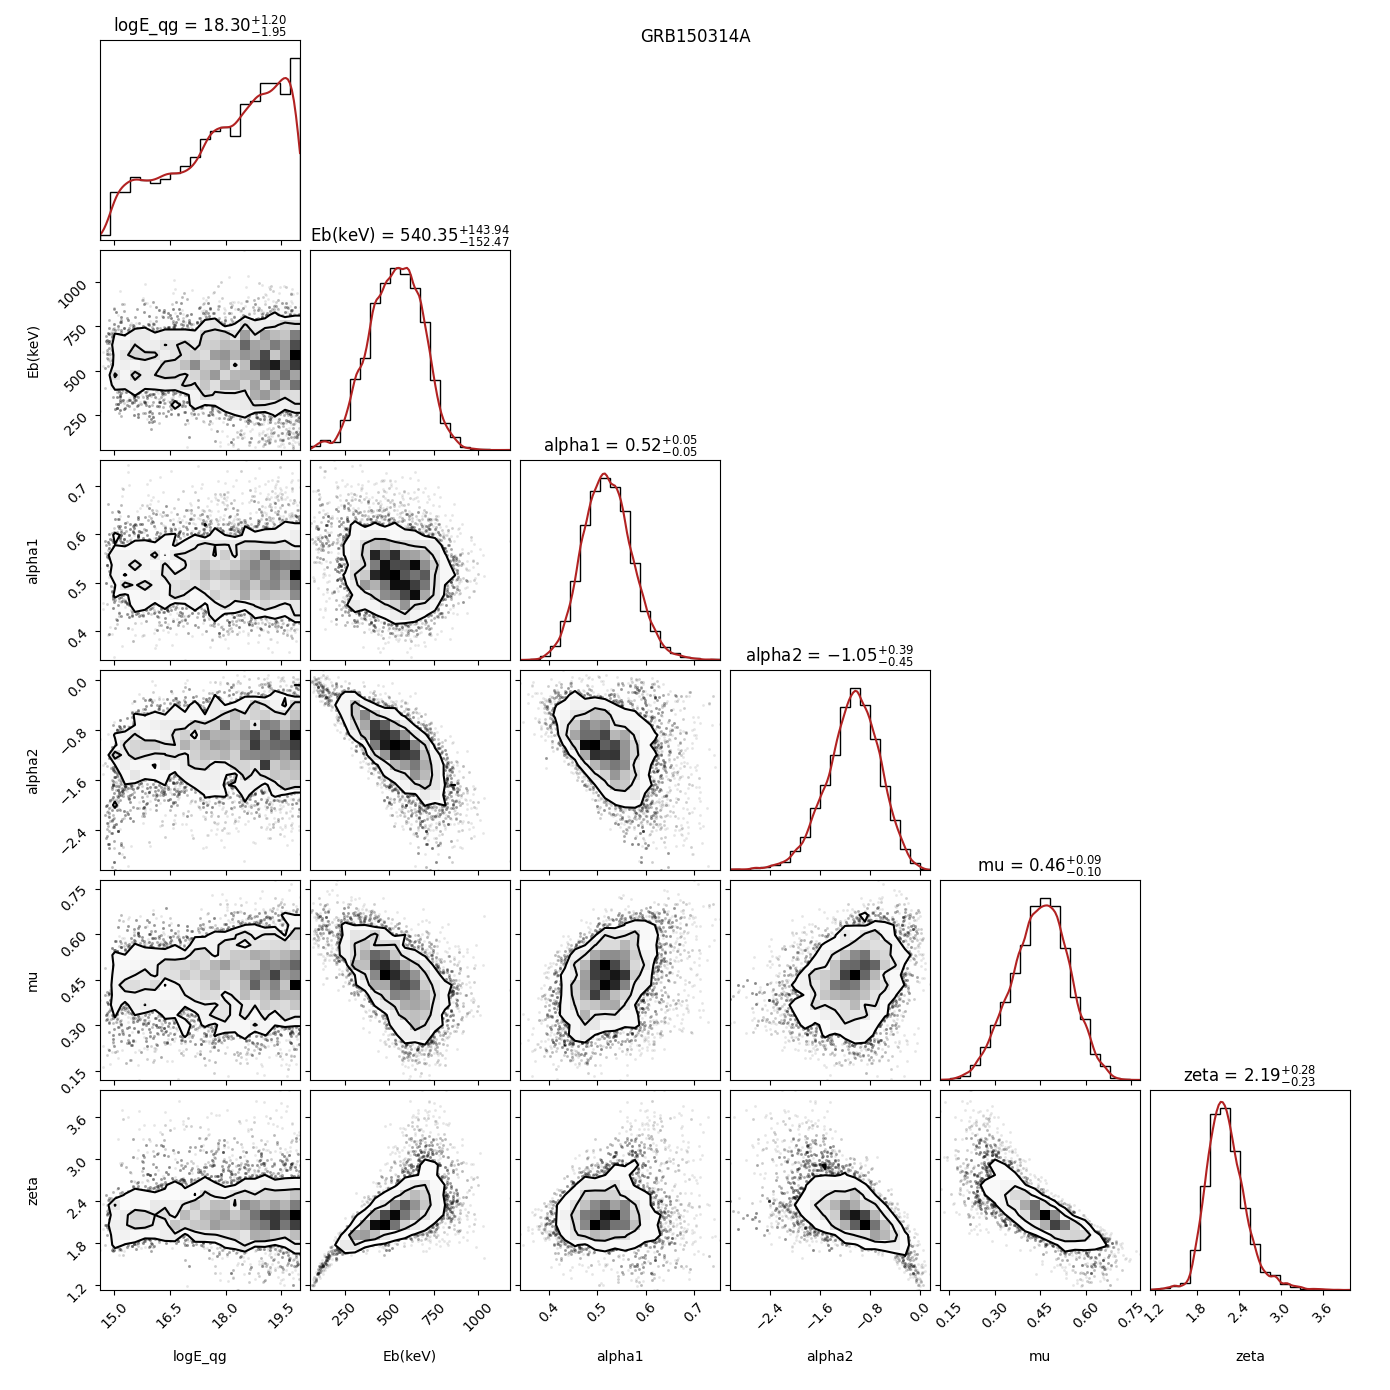 GRB150314A
logE_qg = 18.30+1.20 −1.95
Eb(keV) = 540.35+143.94 −152.47
1000
750
500
250
Eb(keV)
alpha1 = 0.52+0.05 −0.05
0.7
0.6
0.5
0.4
alpha1
alpha2 = −1.05+0.39 −0.45
0.0
−0.8
−1.6
−2.4
alpha2
mu = 0.46+0.09 −0.10
0.75
0.60
0.45
0.30
0.15
mu
zeta = 2.19+0.28 −0.23
3.6
3.0
2.4
1.8
1.2
zeta
15.0 16.5 18.0 19.5
250 500 750 1000
0.4 0.5 0.6 0.7
−2.4 −1.6 −0.8 0.0
0.15 0.30 0.45 0.60 0.75
1.2 1.8 2.4 3.0 3.6
logE_qg Eb(keV) alpha1 alpha2 mu zeta